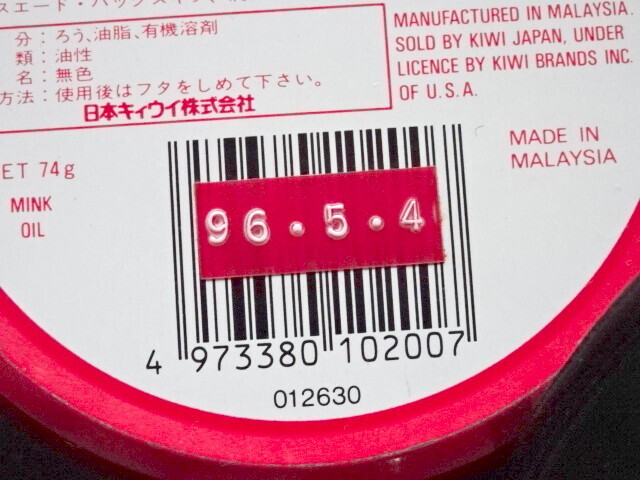 分:ろう、油脂、有機溶剤
類:油性
名:無色
方法:使用後はフタをしめて下さい。
日本キィウイ株式会社
MANUFACTURED IN MALAYSIA.
SOLD BY KIWI JAPAN, UNDER
LICENCE BY KIWI BRANDS INC.
OF U.S.A.
MADE IN
MALAYSIA
ET 74g
MINK
OIL
96・5・4
4 973380 102007
012630